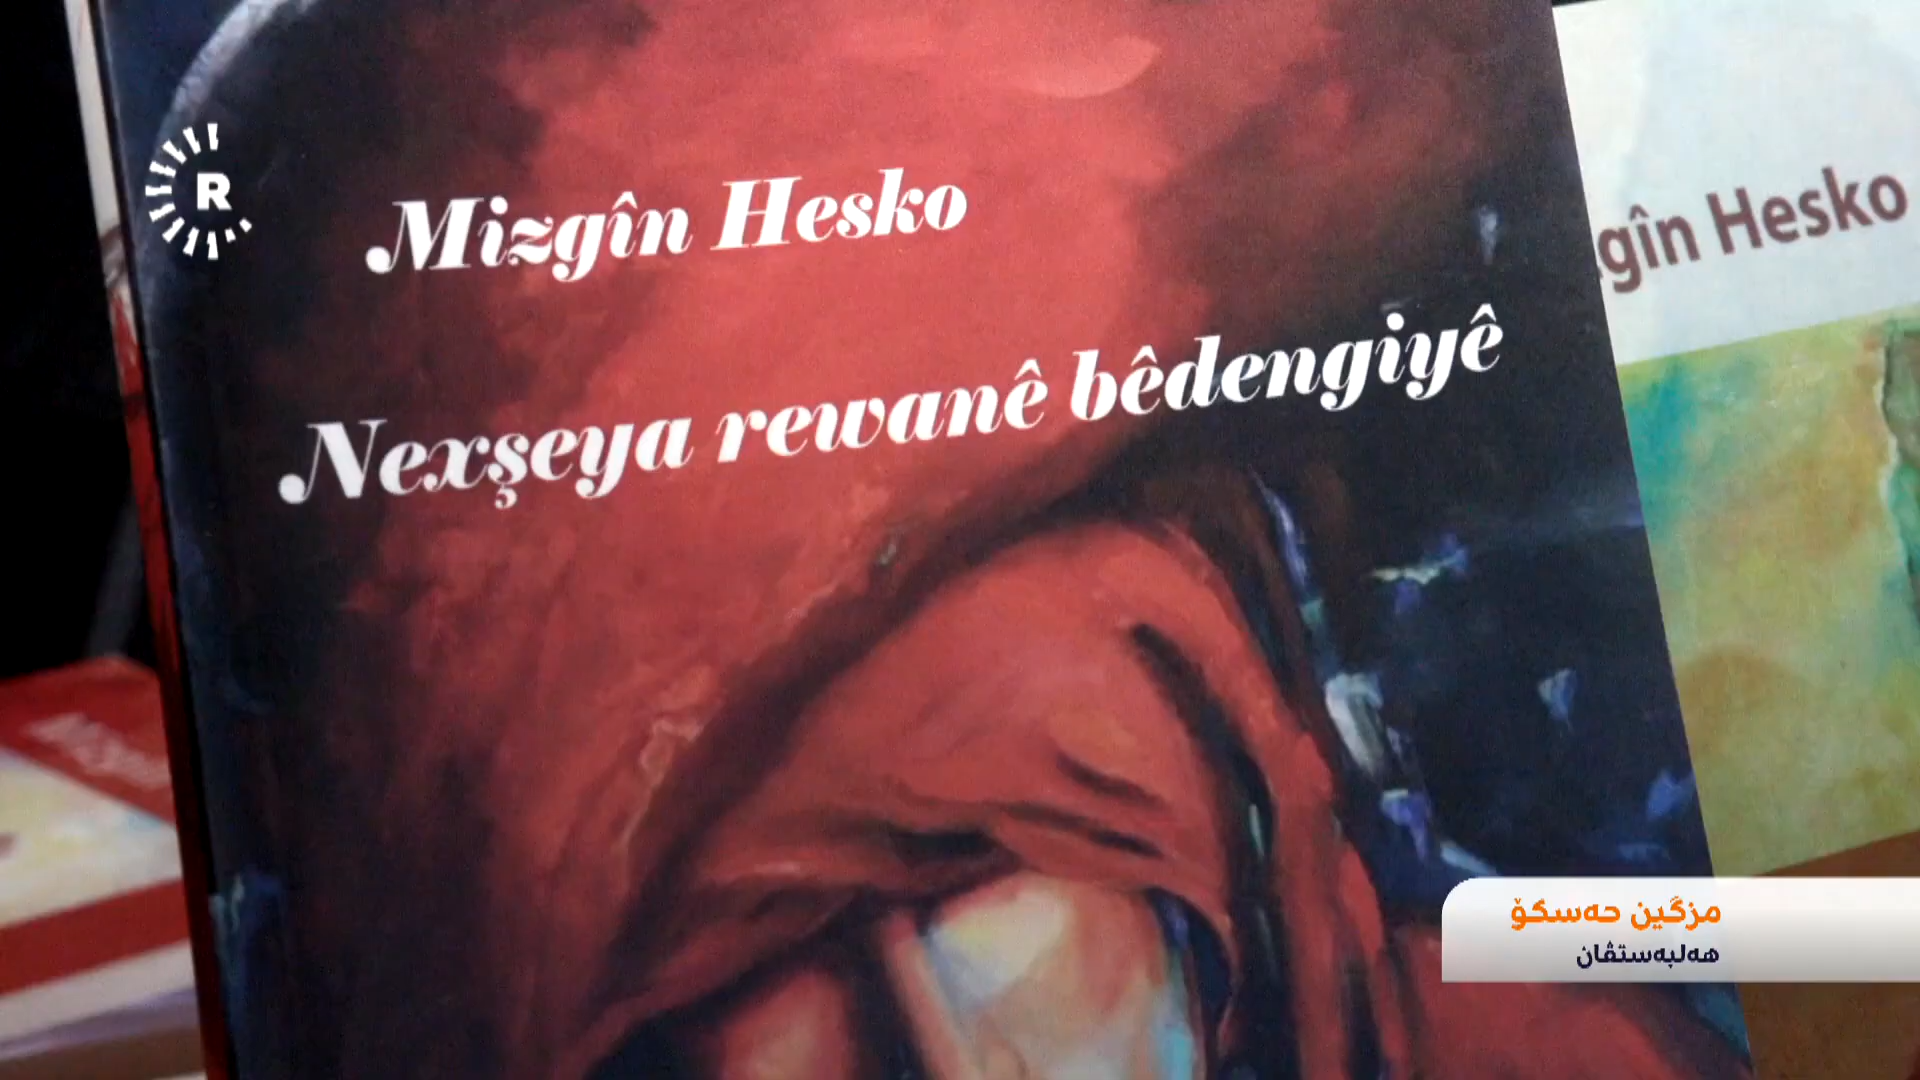 R
Mizgîn Hesko
Nexşeya rewanê bêdengiyê
gîn Hesko
مزگین حەسکۆ
هەلبەستڤان